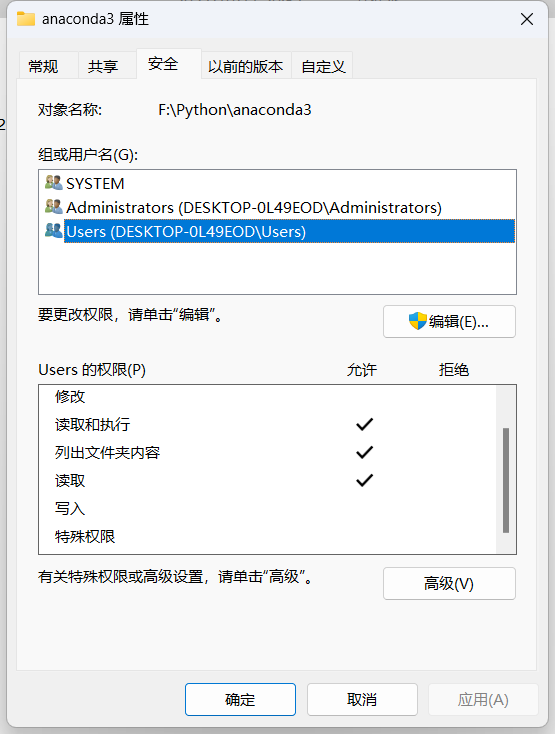 anaconda3 属性
常规 共享 安全 以前的版本 自定义
对象名称: F:\Python\anaconda3
2
组或用户名(G):
SYSTEM
Administrators (DESKTOP-0L49EOD\Administrators)
Users (DESKTOP-0L49EOD\Users)
要更改权限，请单击“编辑”。
编辑(E)...
Users 的权限(P) 允许 拒绝
修改
读取和执行
列出文件夹内容
读取
写入
特殊权限
有关特殊权限或高级设置，请单击“高级”。
高级(V)
确定 取消 应用(A)